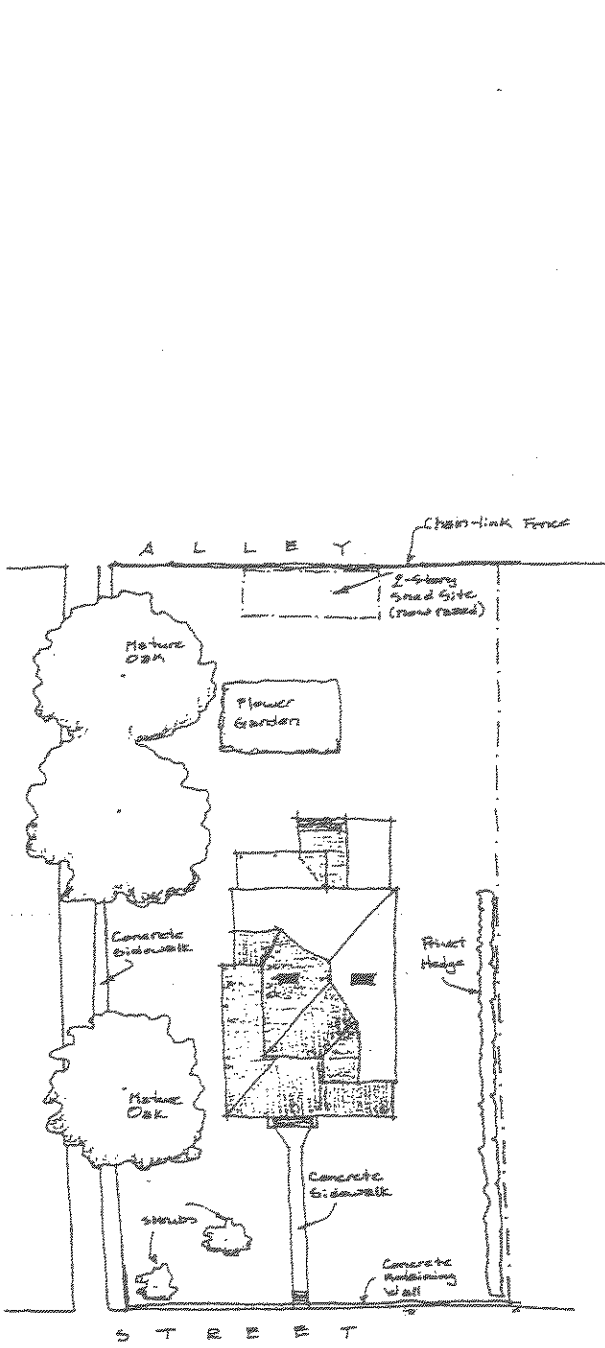 Chain-link Fence
ALLEY
2-Story
Shed Site
(now razed)
Mature
Oak
Flower
Garden
Concrete
Sidewalk
Privet
Hedge
Mature
Oak
Concrete
Sidewalk
Shrubs
Concrete
Retaining
Wall
STREET